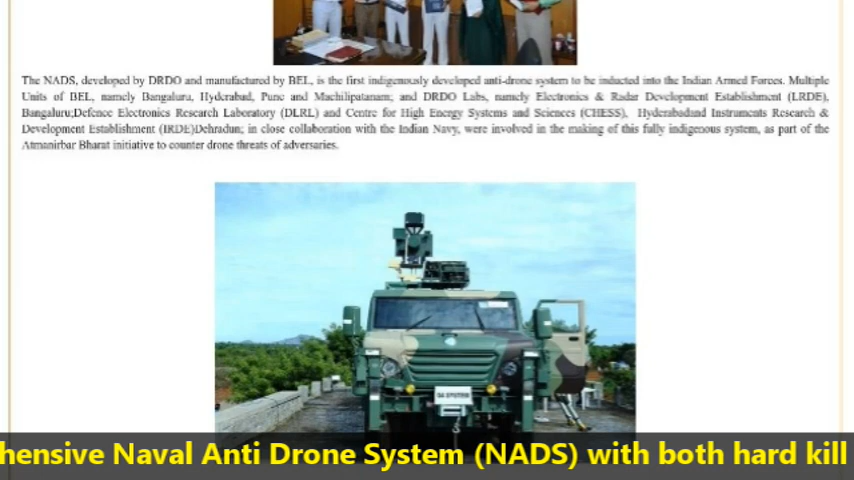 The NADS, developed by DRDO and manufactured by BEL, is the first indigenously developed anti-drone system to be inducted into the Indian Armed Forces. Multiple
Units of BEL, namely Bengaluru, Hyderabad, Pune and Machilipatanam; and DRDO Labs, namely Electronics & Radar Development Establishment (LRDE),
Bangaluru;Defence Electronics Research Laboratory (DLRL) and Centre for High Energy Systems and Sciences (CHESS), Hyderabadand Instruments Research &
Development Establishment (IRDE)Dehradun; in close collaboration with the Indian Navy, were involved in the making of this fully indigenous system, as part of the
Atmanirbar Bharat initiative to counter drone threats of adversaries.
D4 SYSTEM
hensive Naval Anti Drone System (NADS) with both hard kill